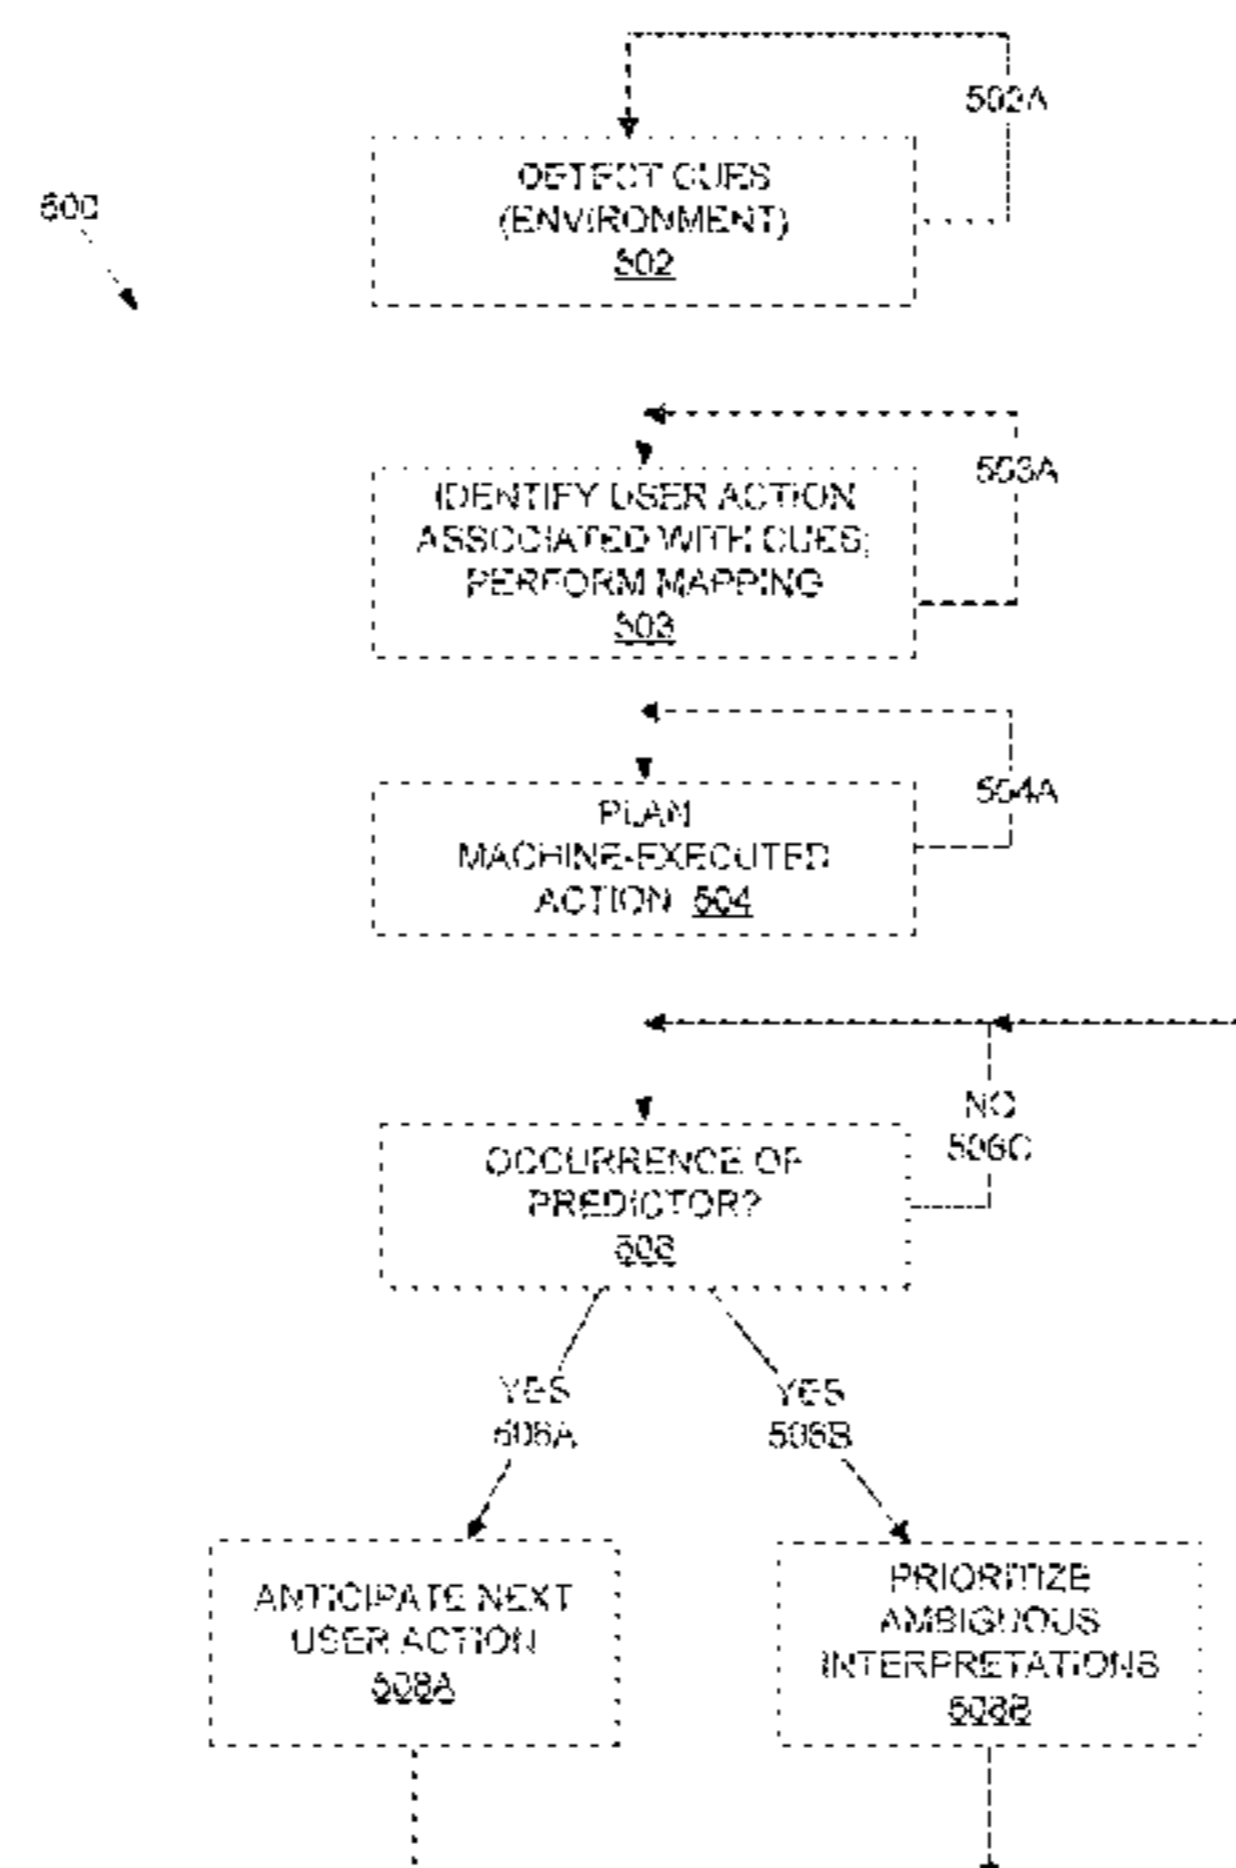 502A
500
DETECT CUES
(ENVIRONMENT)
502
503A
IDENTIFY USER ACTION
ASSOCIATED WITH CUES;
PERFORM MAPPING
503
504A
PLAN
MACHINE-EXECUTED
ACTION 504
NO
506C
OCCURRENCE OF
PREDICTOR?
506
YES
506A
YES
506B
ANTICIPATE NEXT
USER ACTION
508A
PRIORITIZE
AMBIGUOUS
INTERPRETATIONS
508B